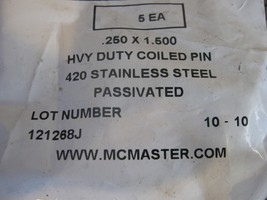 5 EA
.250 X 1.500
HVY DUTY COILED PIN
420 STAINLESS STEEL
PASSIVATED
LOT NUMBER
121268J 10 - 10
WWW.MCMASTER.COM